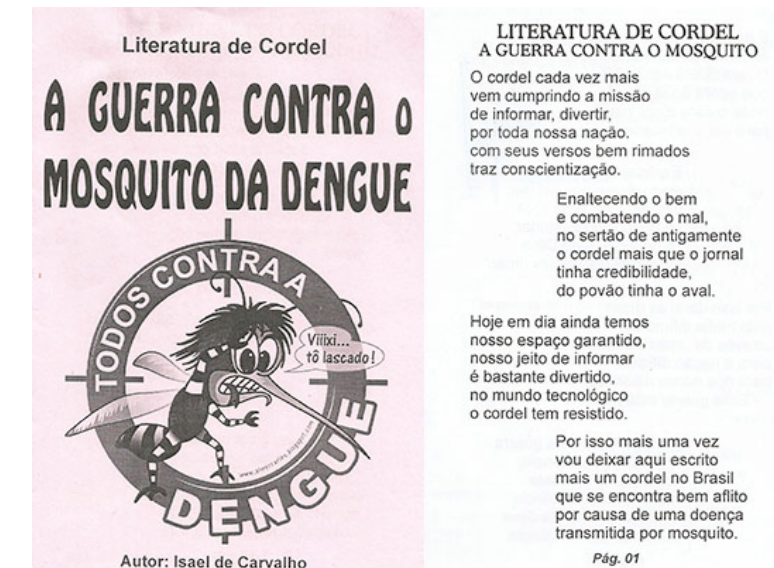 Literatura de Cordel
A GUERRA CONTRA O
MOSQUITO DA DENGUE
TODOS CONTRA A
DENGUE
Viiixi...
tô lascado!
Autor: Isael de Carvalho
LITERATURA DE CORDEL
A GUERRA CONTRA O MOSQUITO
O cordel cada vez mais
vem cumprindo a missão
de informar, divertir,
por toda nossa nação.
com seus versos bem rimados
traz conscientização.
Enaltecendo o bem
e combatendo o mal,
no sertão de antigamente
o cordel mais que o jornal
tinha credibilidade,
do povão tinha o aval.
Hoje em dia ainda temos
nosso espaço garantido,
nosso jeito de informar
é bastante divertido,
no mundo tecnológico
o cordel tem resistido.
Por isso mais uma vez
vou deixar aqui escrito
mais um cordel no Brasil
que se encontra bem aflito
por causa de uma doença
transmitida por mosquito.
Pág. 01